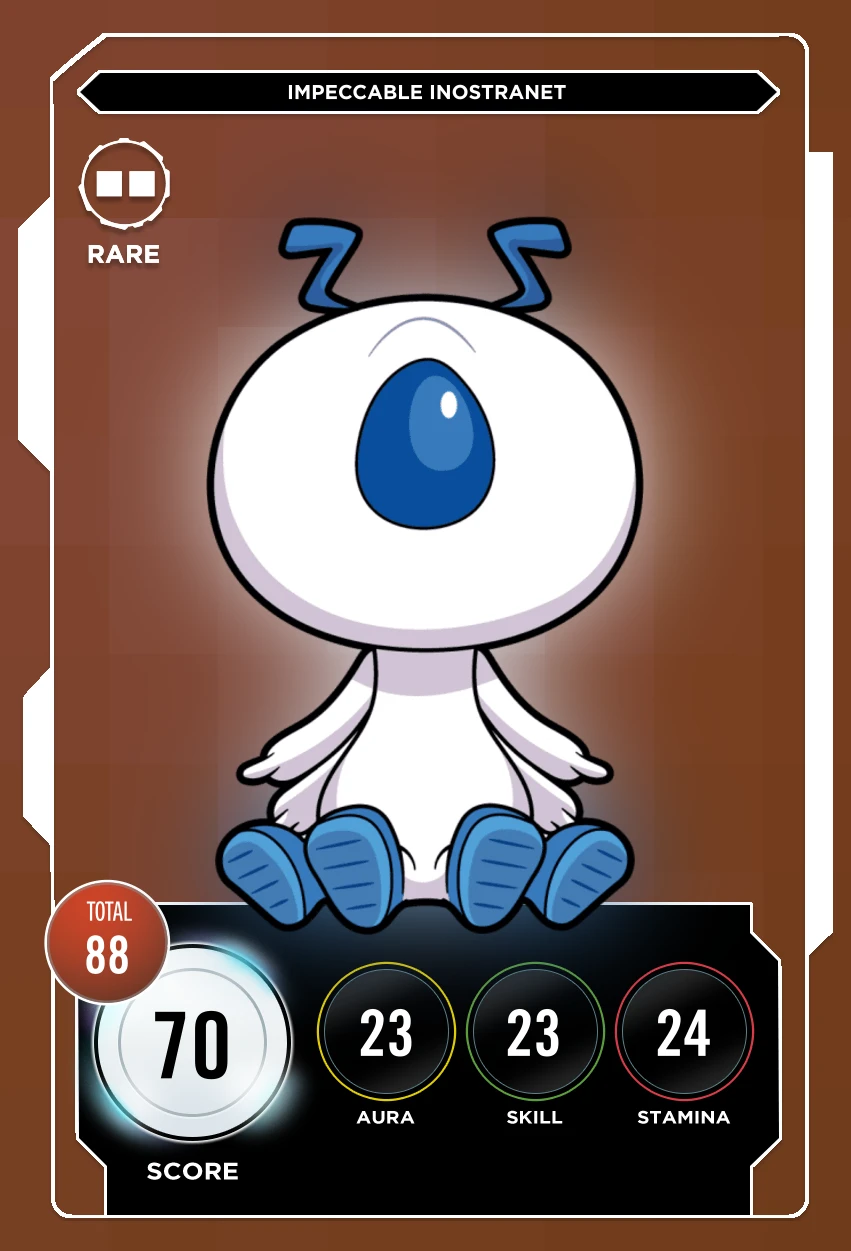 IMPECCABLE INOSTRANET
RARE
TOTAL
88
70
SCORE
23
AURA
23
SKILL
24
STAMINA